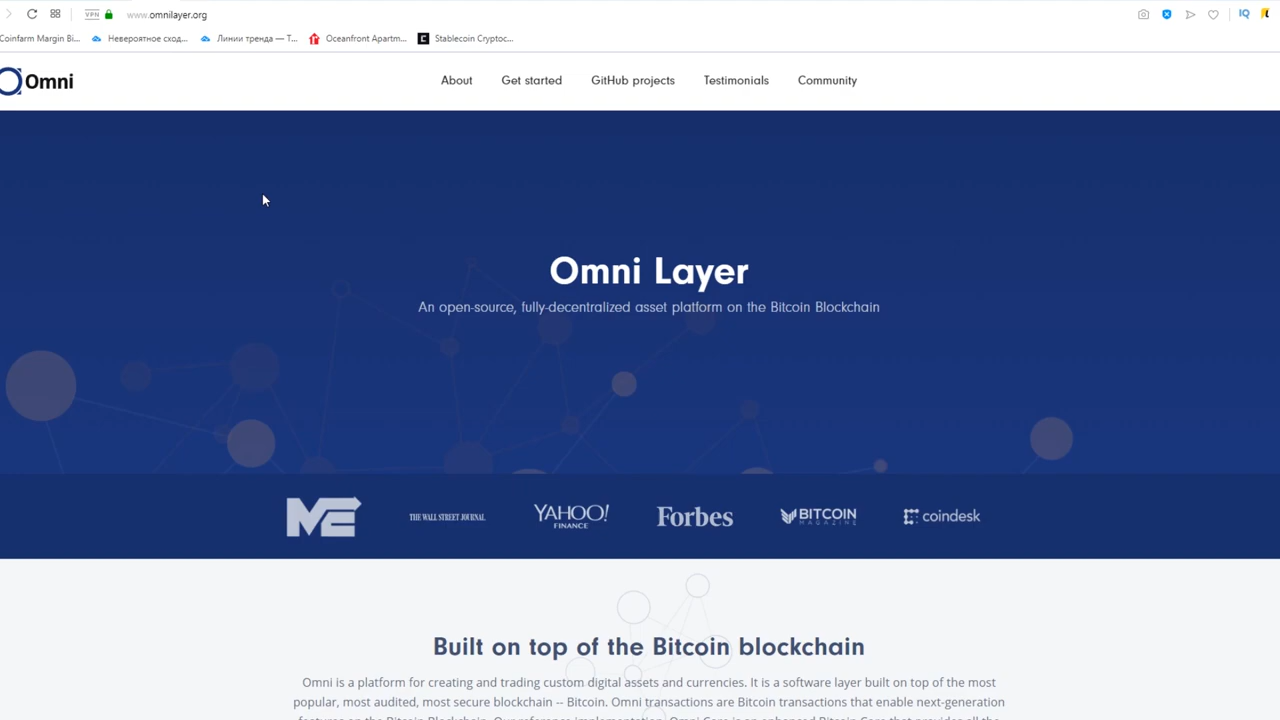 VPN www.omnilayer.org
Coinfarm Margin Bi... Невероятное сход... Линии тренда — T... Oceanfront Apartm... Stablecoin Cryptoc...
Omni About Get started GitHub projects Testimonials Community
Omni Layer
An open-source, fully-decentralized asset platform on the Bitcoin Blockchain
ME THE WALL STREET JOURNAL YAHOO! FINANCE Forbes BITCOIN MAGAZINE coindesk
Built on top of the Bitcoin blockchain
Omni is a platform for creating and trading custom digital assets and currencies. It is a software layer built on top of the most
popular, most audited, most secure blockchain -- Bitcoin. Omni transactions are Bitcoin transactions that enable next-generation
features on the Bitcoin Blockchain. Our reference implementation, Omni Core is an enhanced Bitcoin Core that provides all the